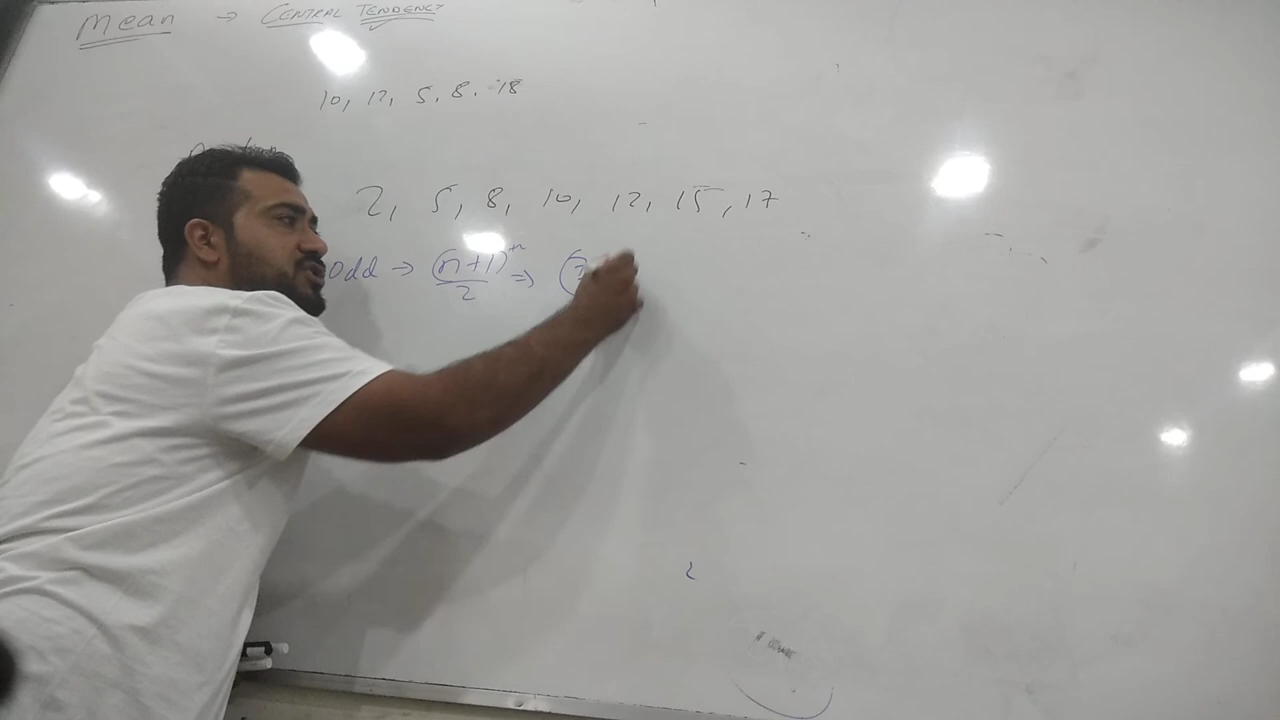 Mean → CENTRAL TENDENCY
10, 12, 5, 8, 18
2, 5, 8, 10, 12, 15, 17
Odd → (n+1)/2 th ⇒ (7